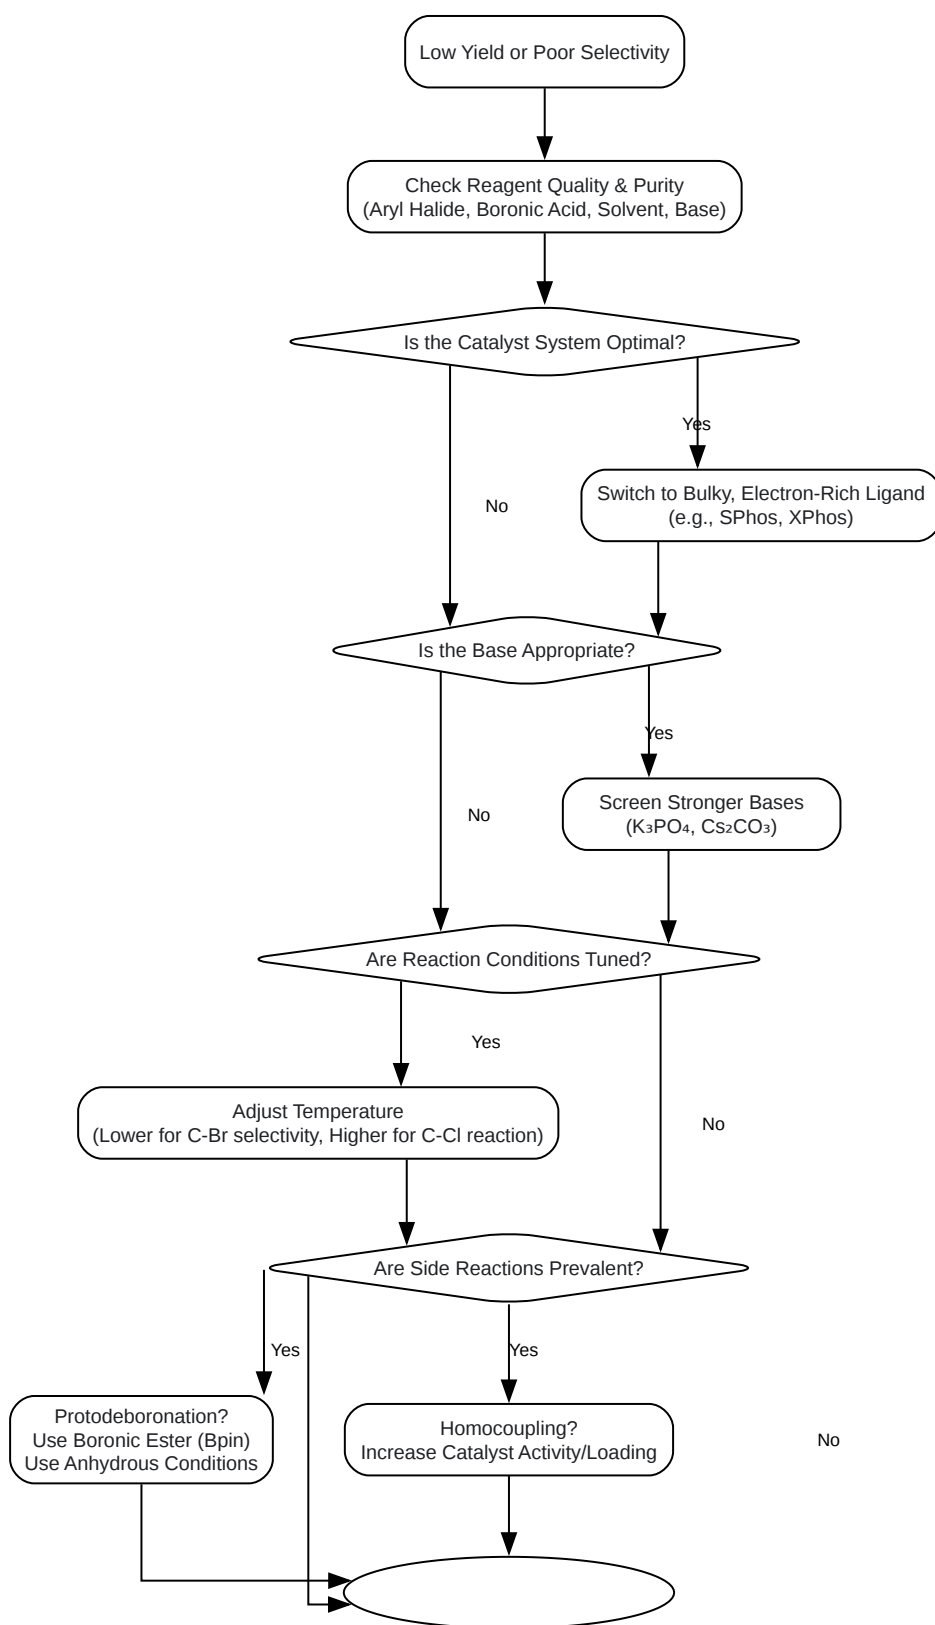 Low Yield or Poor Selectivity
Check Reagent Quality & Purity
(Aryl Halide, Boronic Acid, Solvent, Base)
Is the Catalyst System Optimal?
Yes
Switch to Bulky, Electron-Rich Ligand
(e.g., SPhos, XPhos)
No
Is the Base Appropriate?
Yes
Screen Stronger Bases
(K₃PO₄, Cs₂CO₃)
No
Are Reaction Conditions Tuned?
Yes
Adjust Temperature
(Lower for C-Br selectivity, Higher for C-Cl reaction)
No
Are Side Reactions Prevalent?
Yes
Yes
Protodeboronation?
Use Boronic Ester (Bpin)
Use Anhydrous Conditions
Homocoupling?
Increase Catalyst Activity/Loading
No